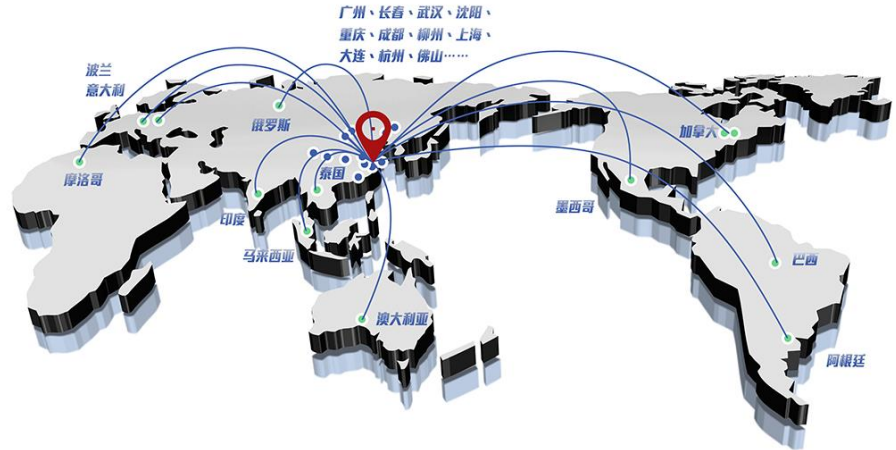 广州、长春、武汉、沈阳、
重庆、成都、柳州、上海、
大连、杭州、佛山……
波兰
意大利
俄罗斯
加拿大
摩洛哥
泰国
印度
墨西哥
马来西亚
巴西
澳大利亚
阿根廷